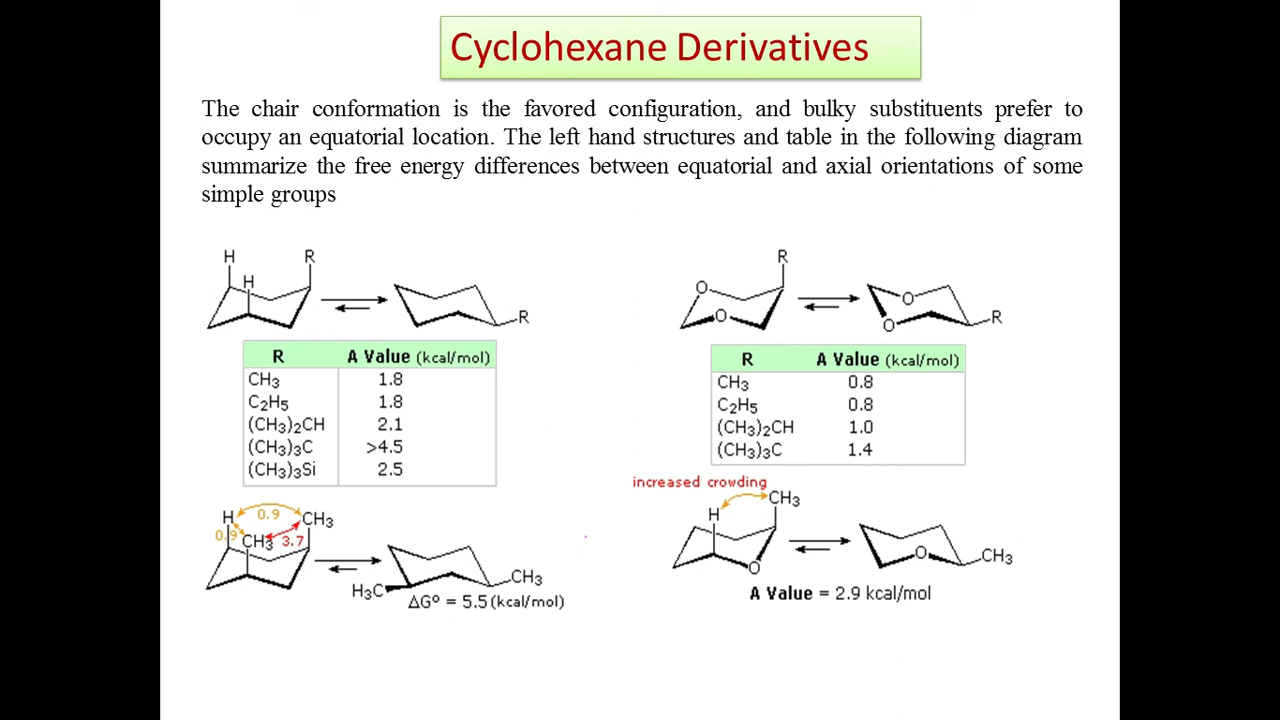 Cyclohexane Derivatives
The chair conformation is the favored configuration, and bulky substituents prefer to
occupy an equatorial location. The left hand structures and table in the following diagram
summarize the free energy differences between equatorial and axial orientations of some
simple groups
H
R
H
R
R A Value (kcal/mol)
CH3 1.8
C2H5 1.8
(CH3)2CH 2.1
(CH3)3C >4.5
(CH3)3Si 2.5
H 0.9 CH3
0.9 CH3 3.7
H3C
CH3
ΔGº = 5.5 (kcal/mol)
R
O
O
O
O
R
R A Value (kcal/mol)
CH3 0.8
C2H5 0.8
(CH3)2CH 1.0
(CH3)3C 1.4
increased crowding
CH3
H
O
O
CH3
A Value = 2.9 kcal/mol